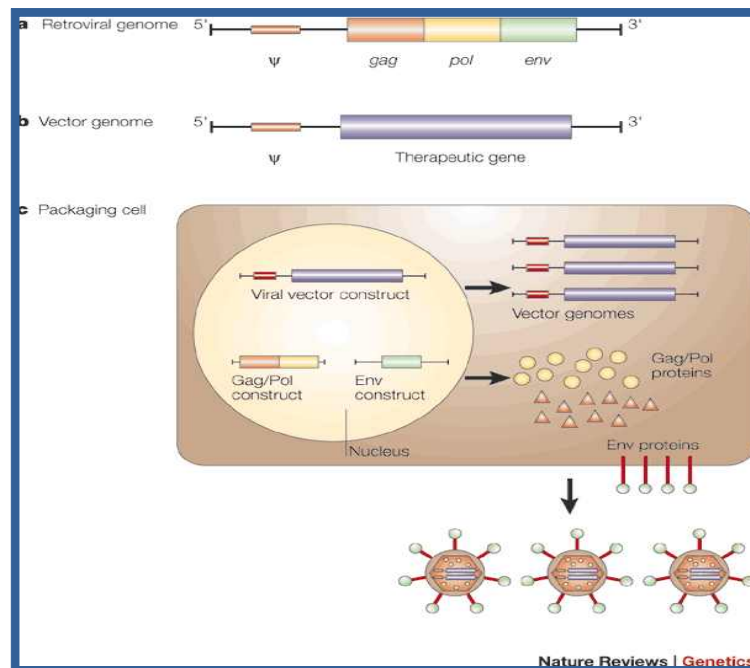 a Retroviral genome 5' 3'
ψ gag pol env
b Vector genome 5' 3'
ψ Therapeutic gene
c Packaging cell
Viral vector construct
Vector genomes
Gag/Pol
construct
Env
construct
Gag/Pol
proteins
Nucleus
Env proteins
Nature Reviews | Genetics